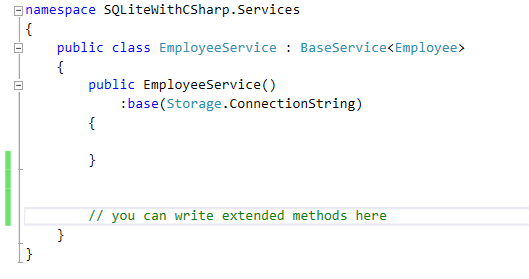 namespace SQLiteWithCSharp.Services
{
    public class EmployeeService : BaseService<Employee>
    {
        public EmployeeService()
            :base(Storage.ConnectionString)
        {
        }
        // you can write extended methods here
    }
}